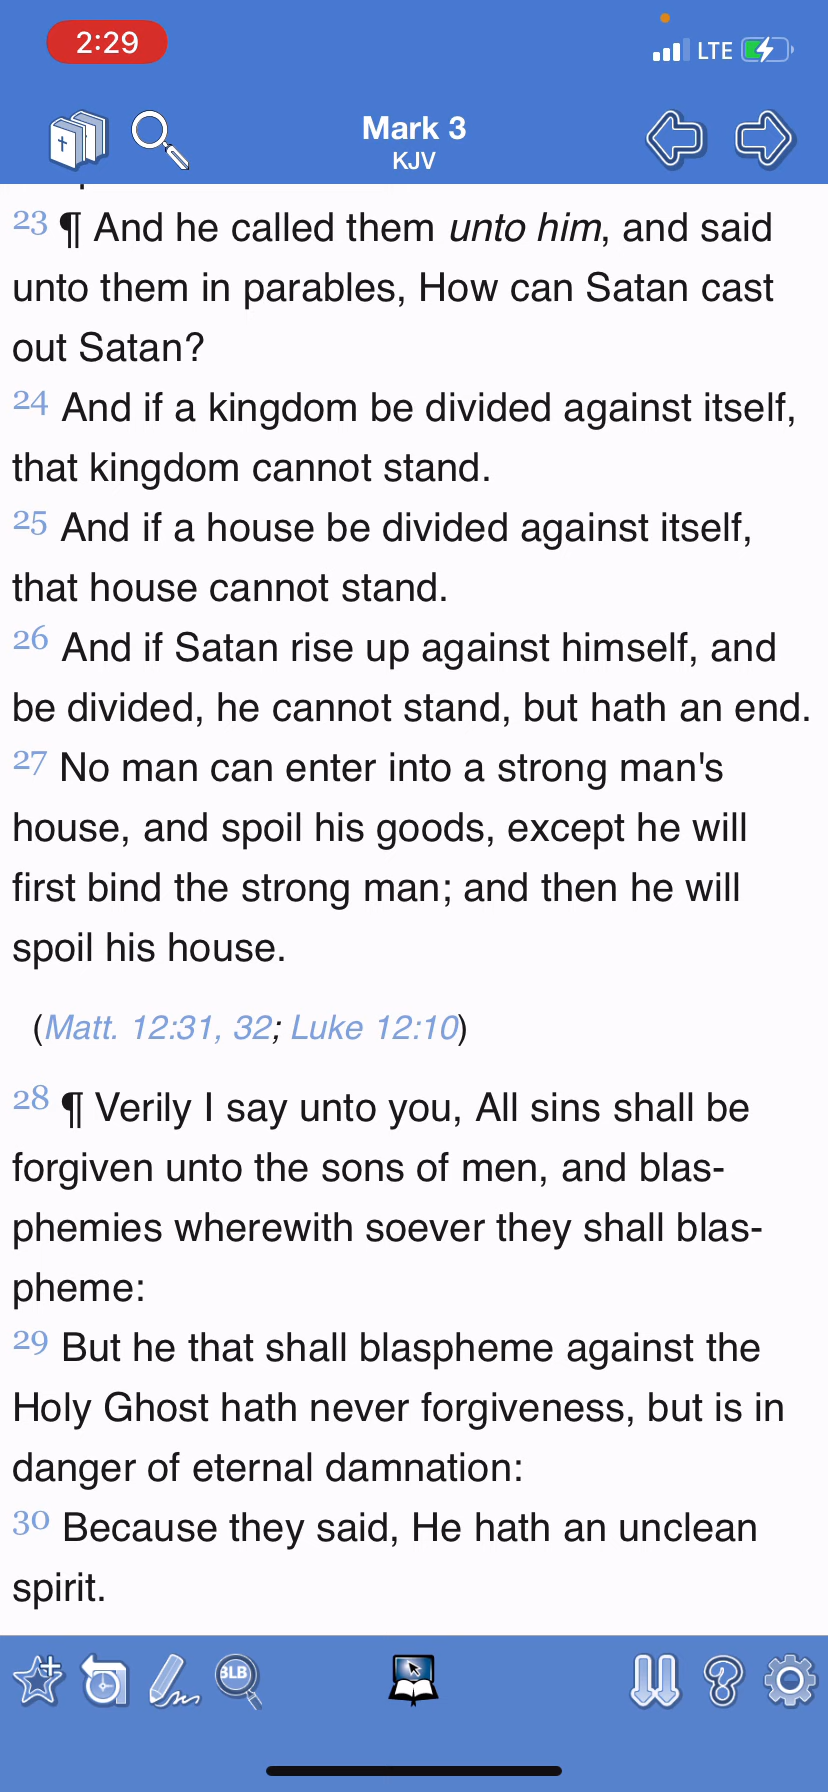 2:29
LTE
Mark 3
KJV
23 ¶ And he called them unto him, and said
unto them in parables, How can Satan cast
out Satan?
24 And if a kingdom be divided against itself,
that kingdom cannot stand.
25 And if a house be divided against itself,
that house cannot stand.
26 And if Satan rise up against himself, and
be divided, he cannot stand, but hath an end.
27 No man can enter into a strong man's
house, and spoil his goods, except he will
first bind the strong man; and then he will
spoil his house.
(Matt. 12:31, 32; Luke 12:10)
28 ¶ Verily I say unto you, All sins shall be
forgiven unto the sons of men, and blas-
phemies wherewith soever they shall blas-
pheme:
29 But he that shall blaspheme against the
Holy Ghost hath never forgiveness, but is in
danger of eternal damnation:
30 Because they said, He hath an unclean
spirit.
BLB